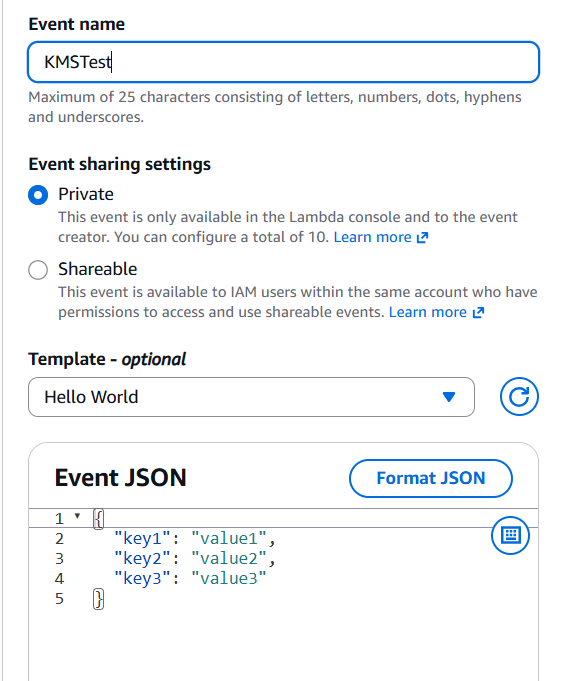 Event name
KMSTest
Maximum of 25 characters consisting of letters, numbers, dots, hyphens
and underscores.
Event sharing settings
Private
This event is only available in the Lambda console and to the event
creator. You can configure a total of 10. Learn more
Shareable
This event is available to IAM users within the same account who have
permissions to access and use shareable events. Learn more
Template - optional
Hello World
Event JSON
Format JSON
1 {
2 "key1": "value1",
3 "key2": "value2",
4 "key3": "value3"
5 }